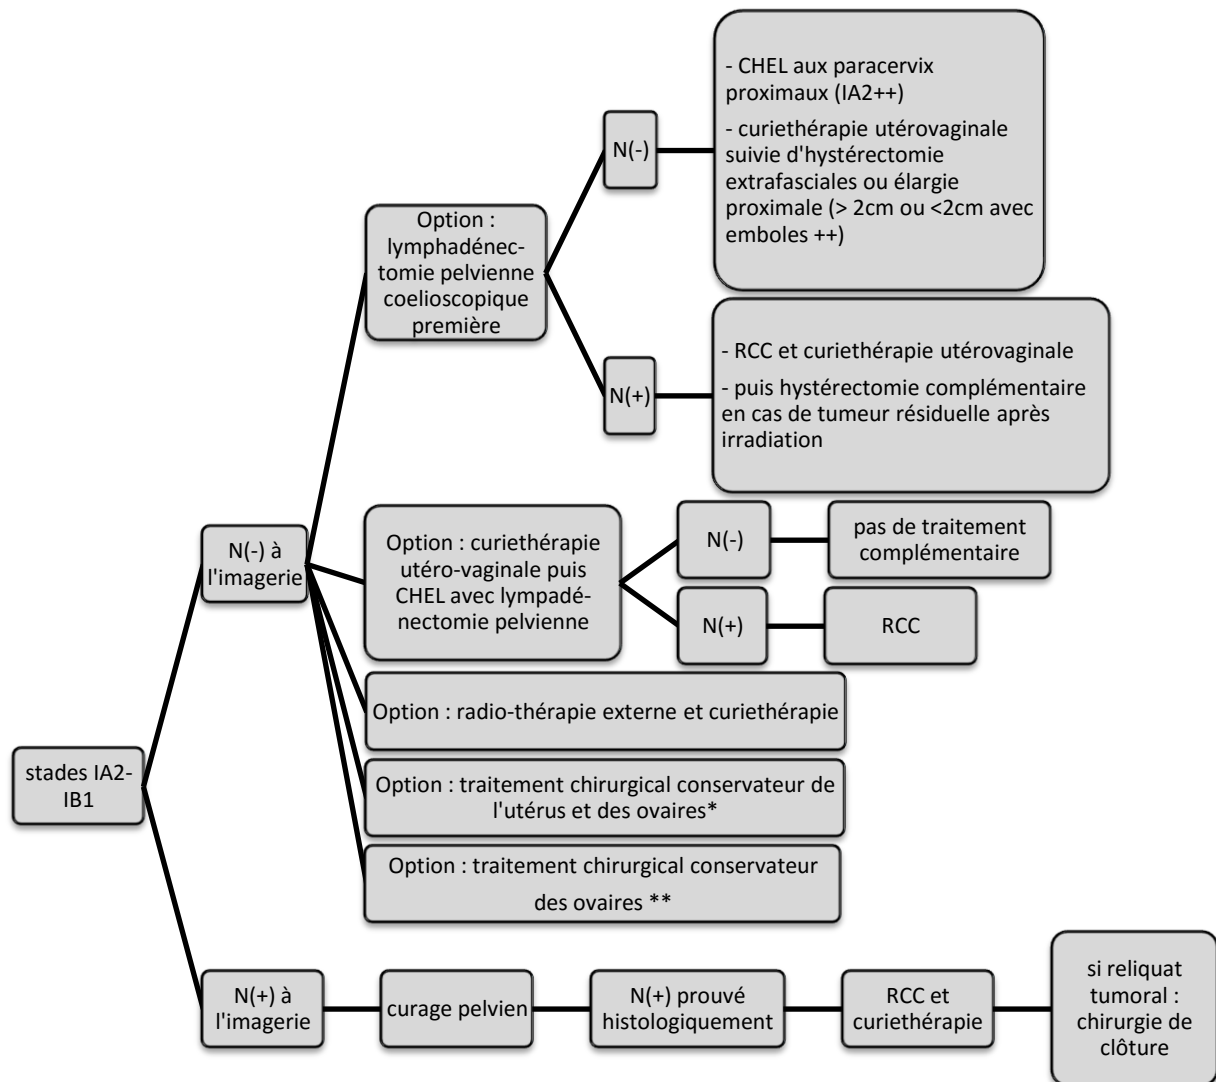 stades IA2-
IB1
N(-) à
l'imagerie
Option :
lymphadénec-
tomie pelvienne
coelioscopique
première
N(-)
- CHEL aux paracervix
proximaux (IA2++)
- curiethérapie utérovaginale
suivie d'hystérectomie
extrafasciales ou élargie
proximale (> 2cm ou <2cm avec
emboles ++)
N(+)
- RCC et curiethérapie utérovaginale
- puis hystérectomie complémentaire
en cas de tumeur résiduelle après
irradiation
Option : curiethérapie
utéro-vaginale puis
CHEL avec lympadé-
nectomie pelvienne
N(-)
pas de traitement
complémentaire
N(+)
RCC
Option : radio-thérapie externe et curiethérapie
Option : traitement chirurgical conservateur de
l'utérus et des ovaires*
Option : traitement chirurgical conservateur
des ovaires **
N(+) à
l'imagerie
curage pelvien
N(+) prouvé
histologiquement
RCC et
curiethérapie
si reliquat
tumoral :
chirurgie de
clôture